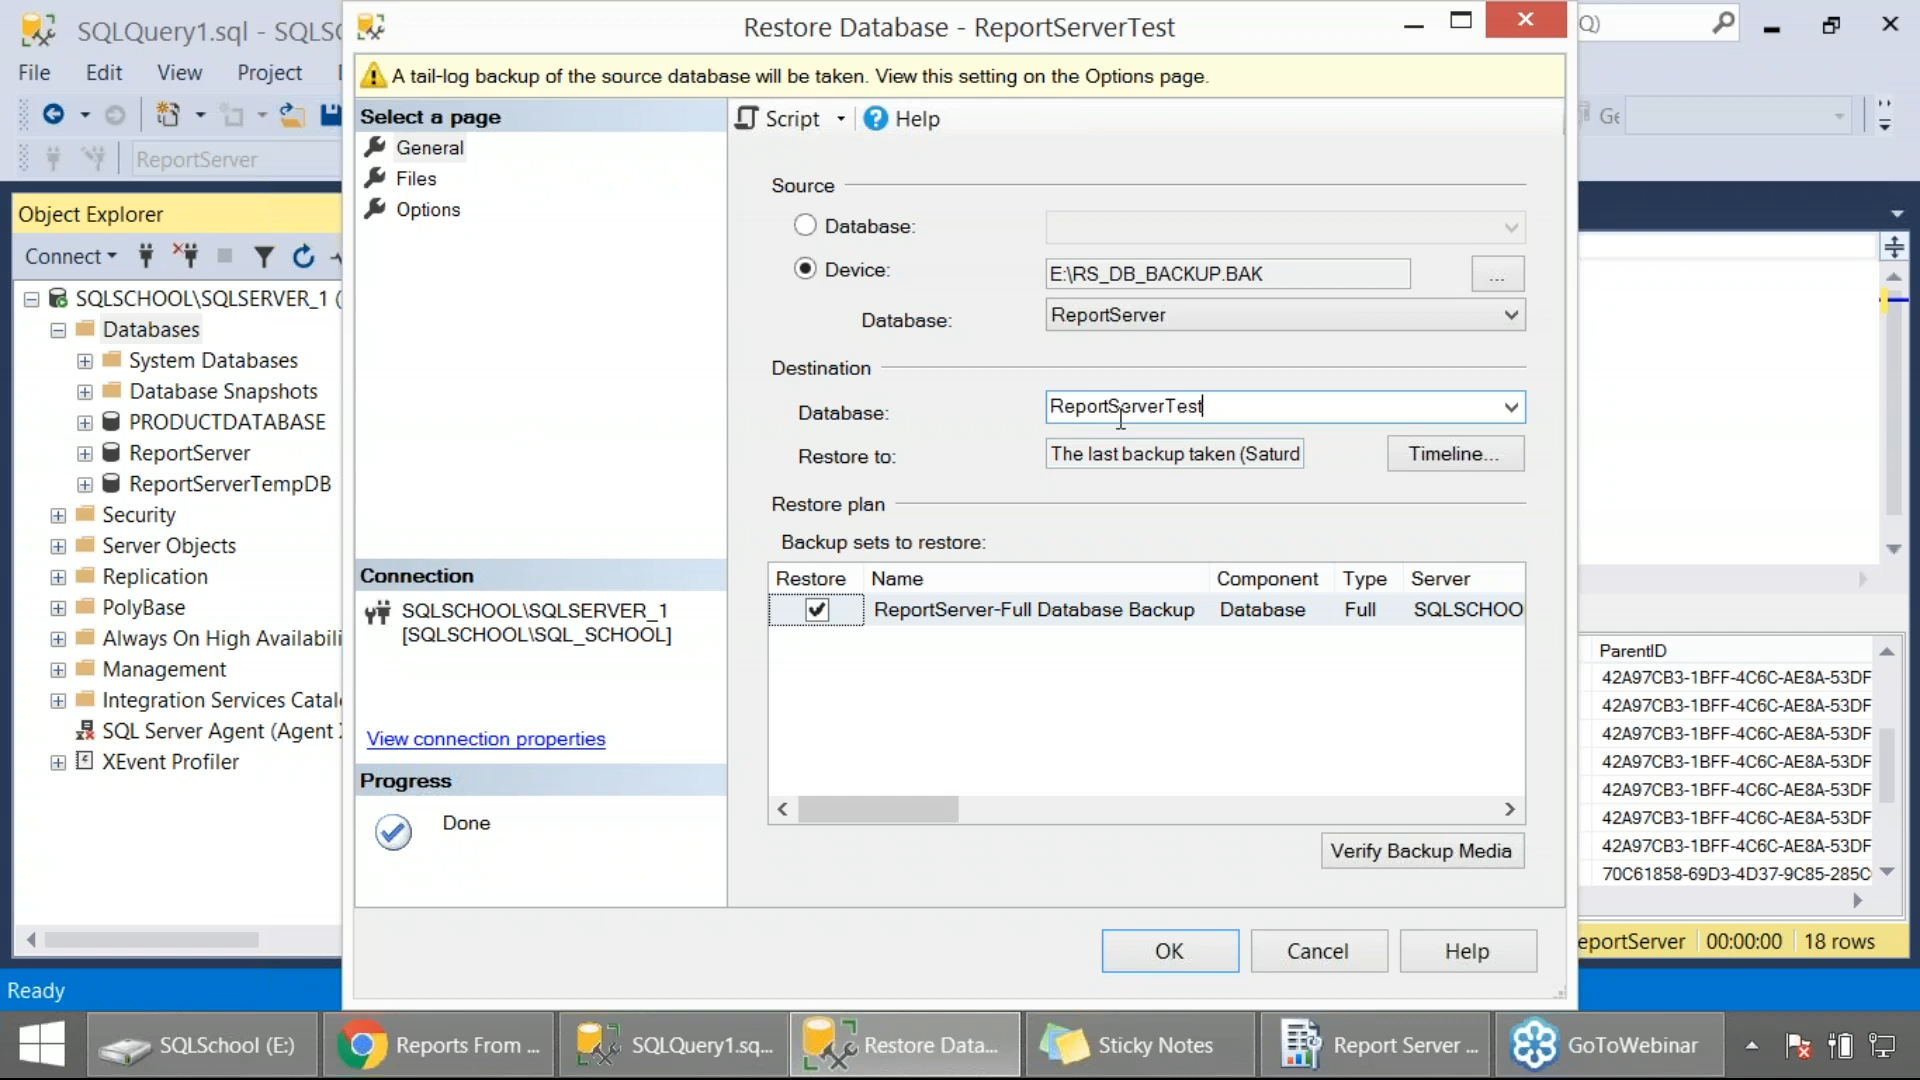 SQLQuery1.sql - SQLSC
Restore Database - ReportServerTest
Q)
File Edit View Project
A tail-log backup of the source database will be taken. View this setting on the Options page.
Select a page
Script Help
Ge
General
ReportServer
Files
Options
Source
Database:
Object Explorer
Connect
Device: E:\RS_DB_BACKUP.BAK ...
SQLSCHOOL\SQLSERVER_1 (
Database: ReportServer
Databases
System Databases
Destination
Database Snapshots
Database: ReportServerTest
PRODUCTDATABASE
ReportServer
Restore to: The last backup taken (Saturd Timeline...
ReportServerTempDB
Security
Restore plan
Server Objects
Backup sets to restore:
Replication
Connection
Restore Name Component Type Server
PolyBase
SQLSCHOOL\SQLSERVER_1
[SQLSCHOOL\SQL_SCHOOL]
ReportServer-Full Database Backup Database Full SQLSCHOO
Always On High Availabili
Management
Integration Services Catal
SQL Server Agent (Agent
XEvent Profiler
View connection properties
Progress
Done
Verify Backup Media
ParentID
42A97CB3-1BFF-4C6C-AE8A-53DF
42A97CB3-1BFF-4C6C-AE8A-53DF
42A97CB3-1BFF-4C6C-AE8A-53DF
42A97CB3-1BFF-4C6C-AE8A-53DF
42A97CB3-1BFF-4C6C-AE8A-53DF
42A97CB3-1BFF-4C6C-AE8A-53DF
42A97CB3-1BFF-4C6C-AE8A-53DF
70C61858-69D3-4D37-9C85-285C
OK Cancel Help
eportServer 00:00:00 18 rows
Ready
SQLSchool (E:) Reports From ... SQLQuery1.sq... Restore Data... Sticky Notes Report Server ... GoToWebinar